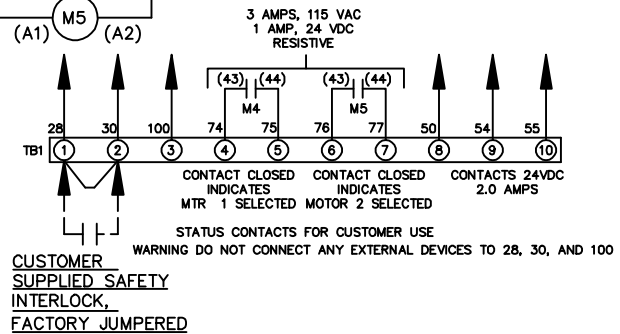 M5
(A1) (A2)
3 AMPS, 115 VAC
1 AMP, 24 VDC
RESISTIVE
(43) (44) (43) (44)
M4 M5
28 30 100 74 75 76 77 50 54 55
TB1 1 2 3 4 5 6 7 8 9 10
CONTACT CLOSED
INDICATES
MTR 1 SELECTED
CONTACT CLOSED
INDICATES
MOTOR 2 SELECTED
CONTACTS 24VDC
2.0 AMPS
STATUS CONTACTS FOR CUSTOMER USE
WARNING DO NOT CONNECT ANY EXTERNAL DEVICES TO 28, 30, AND 100
CUSTOMER
SUPPLIED SAFETY
INTERLOCK,
FACTORY JUMPERED